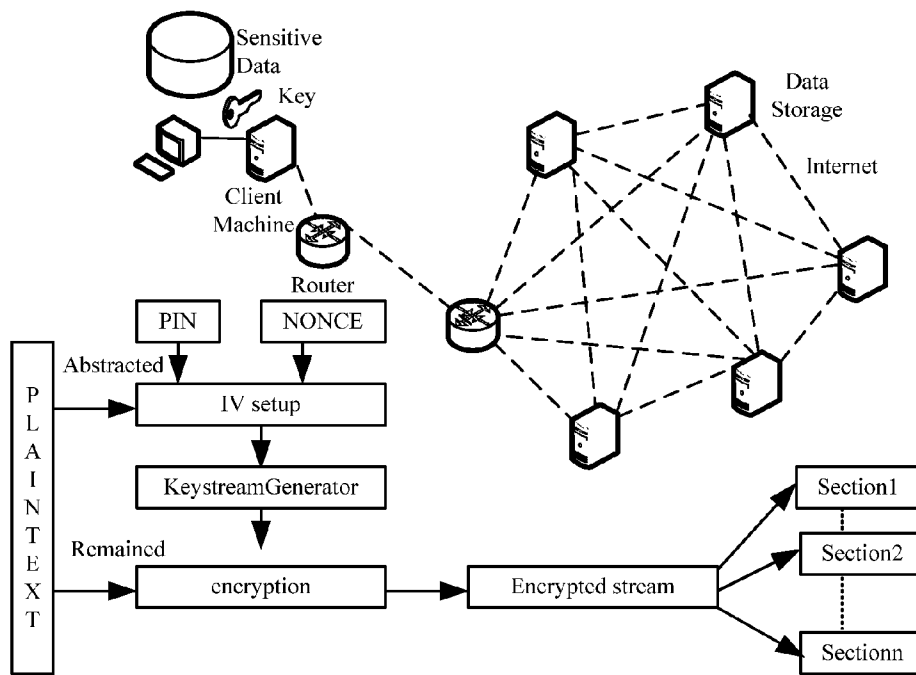 Sensitive
Data
Key
Data
Storage
Internet
Client
Machine
Router
PIN
NONCE
Abstracted
IV setup
PLAINTEXT
KeystreamGenerator
Remained
encryption
Encrypted stream
Section1
Section2
Sectionn